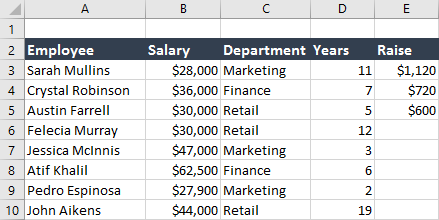 A B C D E
1
2 Employee Salary Department Years Raise
3 Sarah Mullins $28,000 Marketing 11 $1,120
4 Crystal Robinson $36,000 Finance 7 $720
5 Austin Farrell $30,000 Retail 5 $600
6 Felecia Murray $30,000 Retail 12
7 Jessica McInnis $47,000 Marketing 3
8 Atif Khalil $62,500 Finance 6
9 Pedro Espinosa $27,900 Marketing 2
10 John Aikens $44,000 Retail 19